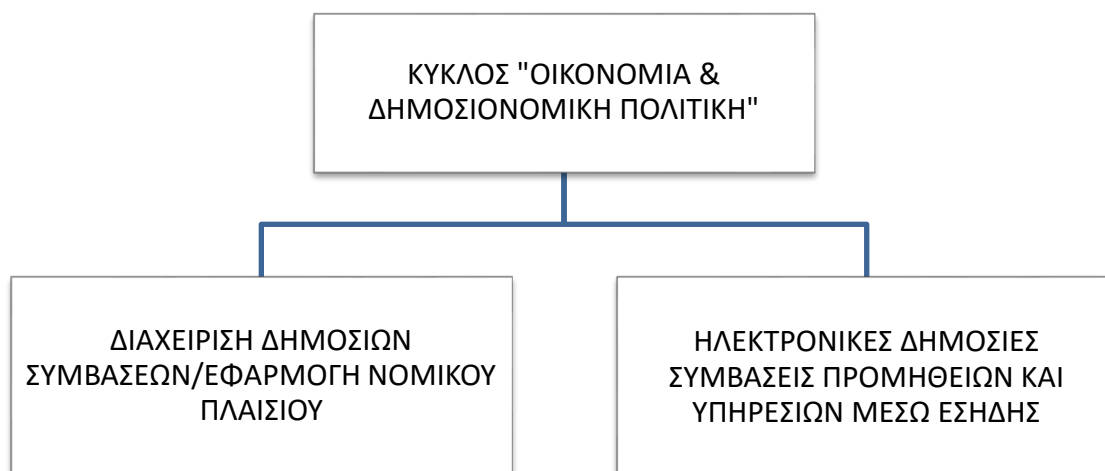 ΚΥΚΛΟΣ "ΟΙΚΟΝΟΜΙΑ &
ΔΗΜΟΣΙΟΝΟΜΙΚΗ ΠΟΛΙΤΙΚΗ"
ΔΙΑΧΕΙΡΙΣΗ ΔΗΜΟΣΙΩΝ
ΣΥΜΒΑΣΕΩΝ/ΕΦΑΡΜΟΓΗ ΝΟΜΙΚΟΥ
ΠΛΑΙΣΙΟΥ
ΗΛΕΚΤΡΟΝΙΚΕΣ ΔΗΜΟΣΙΕΣ
ΣΥΜΒΑΣΕΙΣ ΠΡΟΜΗΘΕΙΩΝ ΚΑΙ
ΥΠΗΡΕΣΙΩΝ ΜΕΣΩ ΕΣΗΔΗΣ